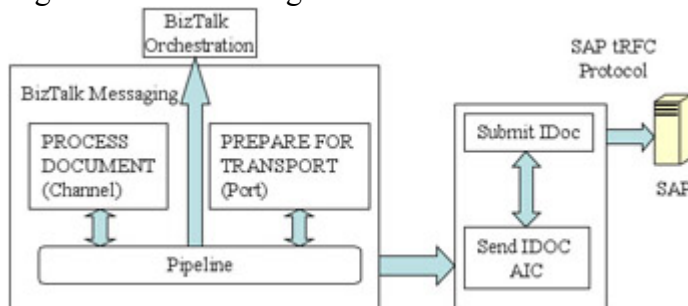 BizTalk
Orchestration
SAP tRFC
Protocol
BizTalk Messaging
PROCESS
DOCUMENT
(Channel)
PREPARE FOR
TRANSPORT
(Port)
Submit IDoc
SAP
Pipeline
Send IDOC
AIC